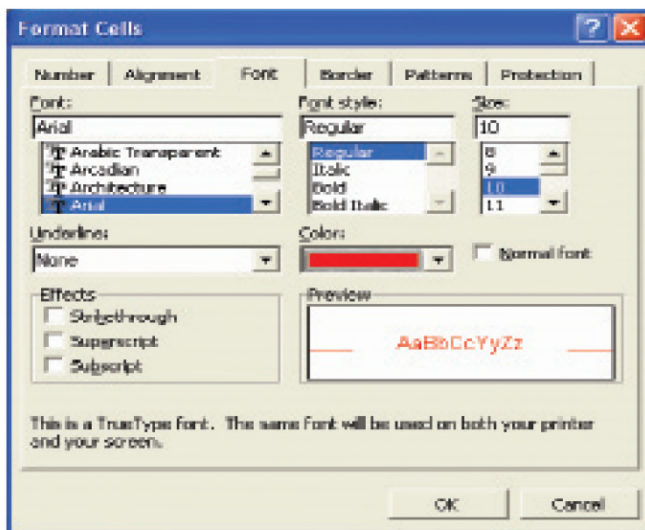 Format Cells
Number Alignment Font Border Patterns Protection
Font: Font style: Size:
Arial Regular 10
Arabic Transparent Regular 8
Arcadian Italic 9
Architecture Bold 10
Arial Bold Italic 11
Underline: Color:
None Normal font
Effects Preview
Strikethrough
Superscript AaBbCcYyZz
Subscript
This is a TrueType font. The same font will be used on both your printer
and your screen.
OK Cancel